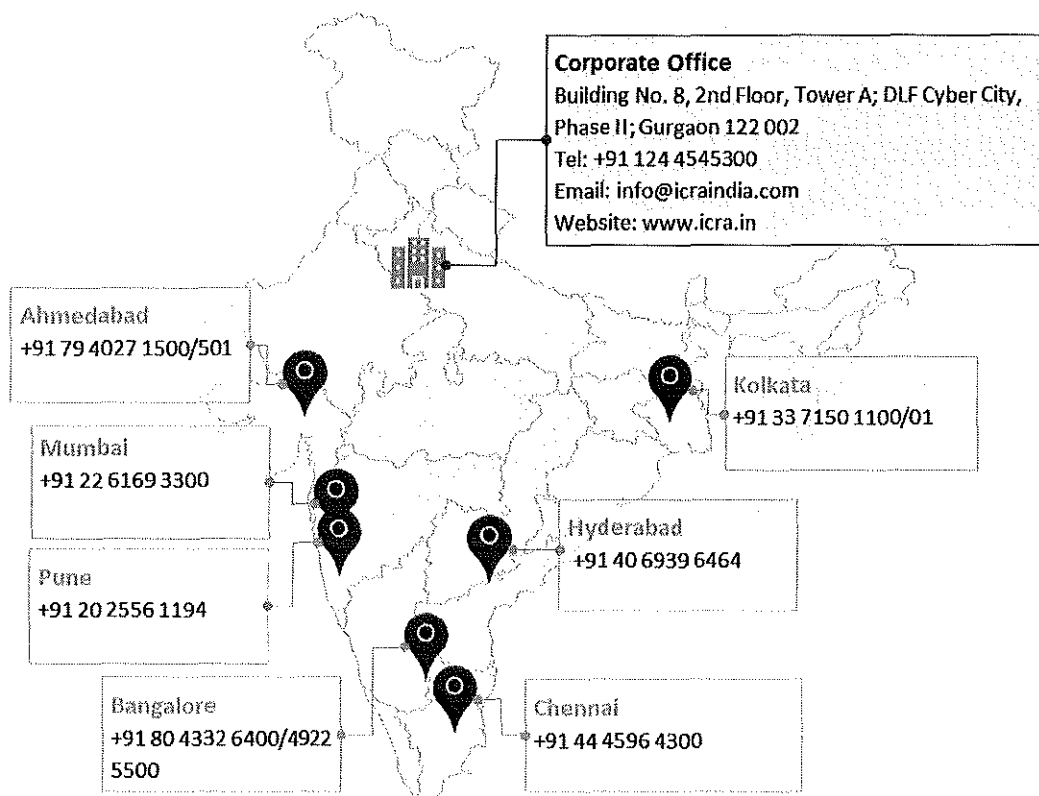 Corporate Office
Building No. 8, 2nd Floor, Tower A; DLF Cyber City,
Phase II; Gurgaon 122 002
Tel: +91 124 4545300
Email: info@icraindia.com
Website: www.icra.in
Ahmedabad
+91 79 4027 1500/501
Kolkata
+91 33 7150 1100/01
Mumbai
+91 22 6169 3300
Hyderabad
+91 40 6939 6464
Pune
+91 20 2556 1194
Bangalore
+91 80 4332 6400/4922
5500
Chennai
+91 44 4596 4300